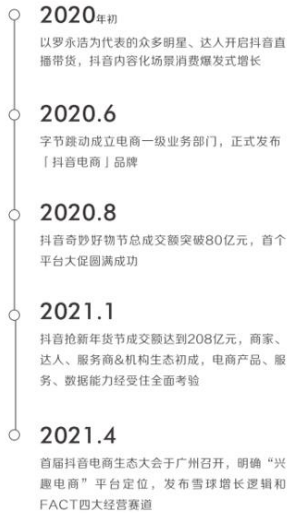 2020年初
以罗永浩为代表的众多明星、达人开启抖音直
播带货，抖音内容化场景消费爆发式增长
2020.6
字节跳动成立电商一级业务部门，正式发布
「抖音电商」品牌
2020.8
抖音奇妙好物节总成交额突破80亿元，首个
平台大促圆满成功
2021.1
抖音抢新年货节成交额达到208亿元，商家、
达人、服务商&机构生态初成，电商产品、服
务、数据能力经受住全面考验
2021.4
首届抖音电商生态大会于广州召开，明确“兴
趣电商”平台定位，发布雪球增长逻辑和
FACT四大经营赛道